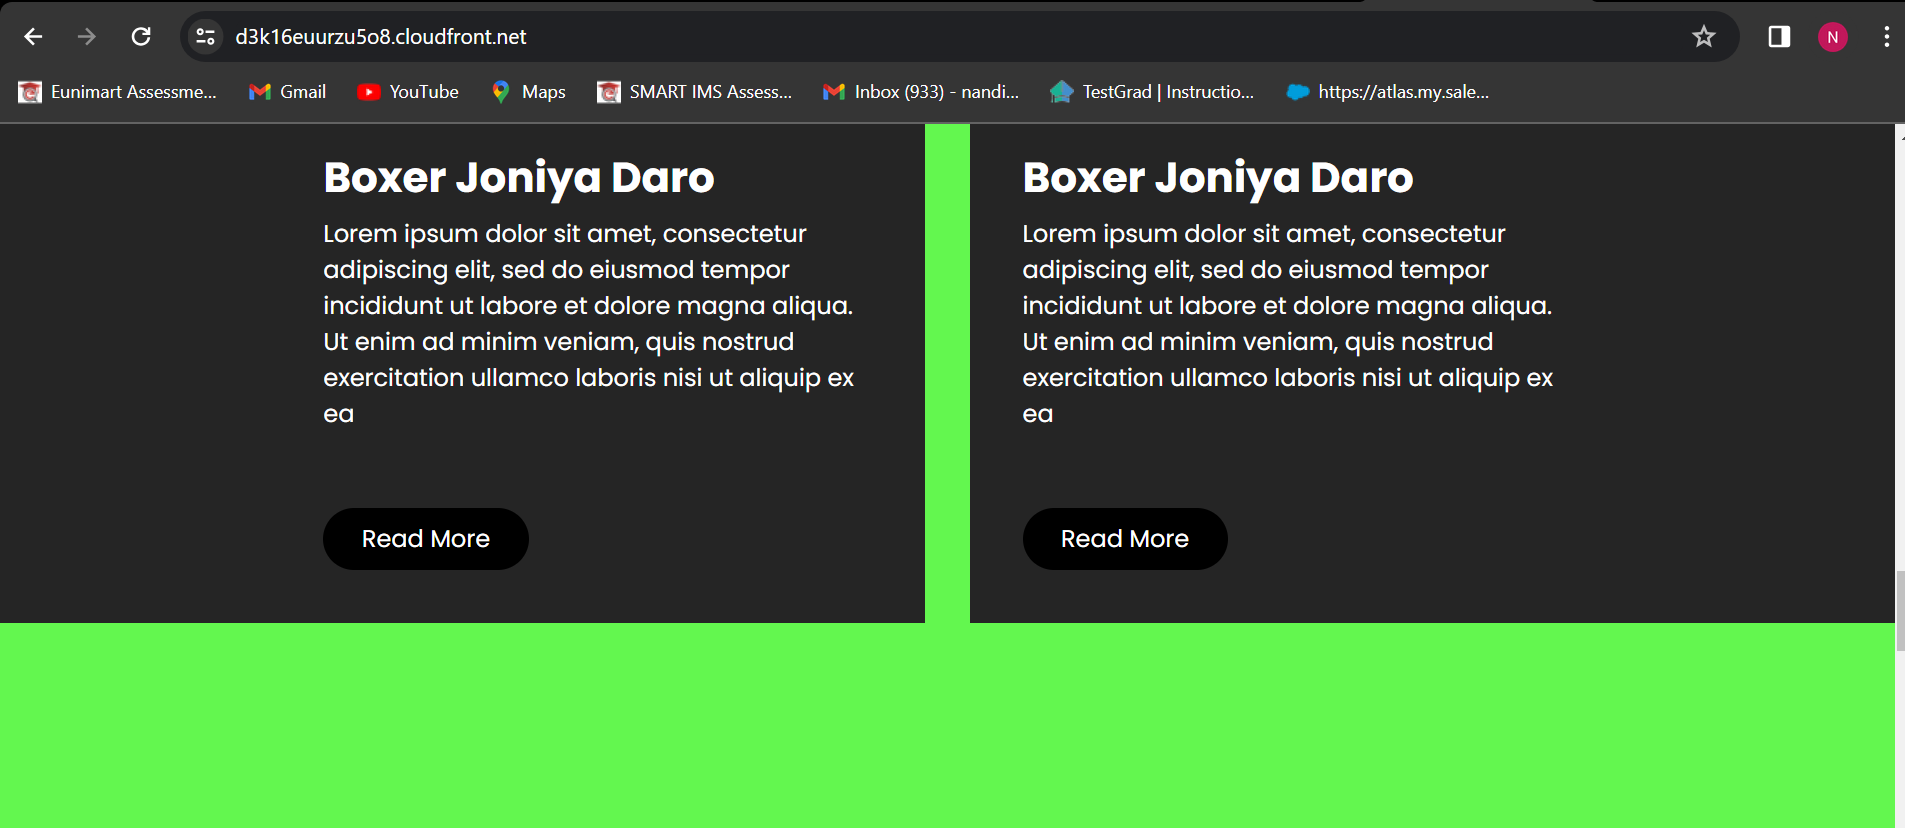 d3k16euurzu5o8.cloudfront.net
N
Eunimart Assessme...
Gmail
YouTube
Maps
SMART IMS Assess...
Inbox (933) - nandi...
TestGrad | Instructio...
https://atlas.my.sale...
Boxer Joniya Daro
Lorem ipsum dolor sit amet, consectetur
adipiscing elit, sed do eiusmod tempor
incididunt ut labore et dolore magna aliqua.
Ut enim ad minim veniam, quis nostrud
exercitation ullamco laboris nisi ut aliquip ex
ea
Read More
Boxer Joniya Daro
Lorem ipsum dolor sit amet, consectetur
adipiscing elit, sed do eiusmod tempor
incididunt ut labore et dolore magna aliqua.
Ut enim ad minim veniam, quis nostrud
exercitation ullamco laboris nisi ut aliquip ex
ea
Read More